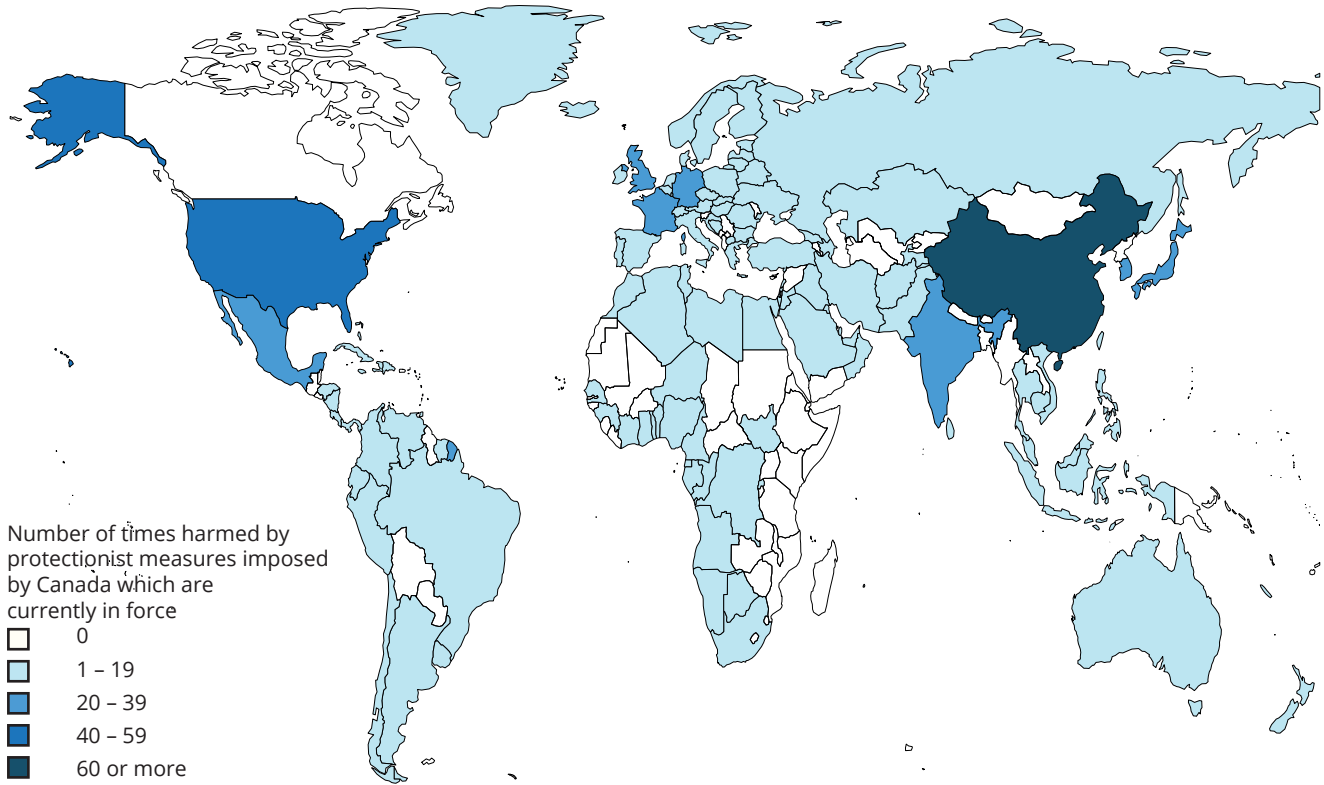 Number of times harmed by
protectionist measures imposed
by Canada which are
currently in force
0
1 – 19
20 – 39
40 – 59
60 or more